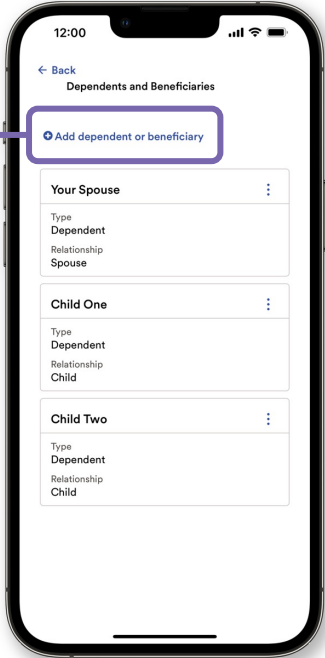 12:00
← Back
Dependents and Beneficiaries
Add dependent or beneficiary
Your Spouse
Type
Dependent
Relationship
Spouse
Child One
Type
Dependent
Relationship
Child
Child Two
Type
Dependent
Relationship
Child